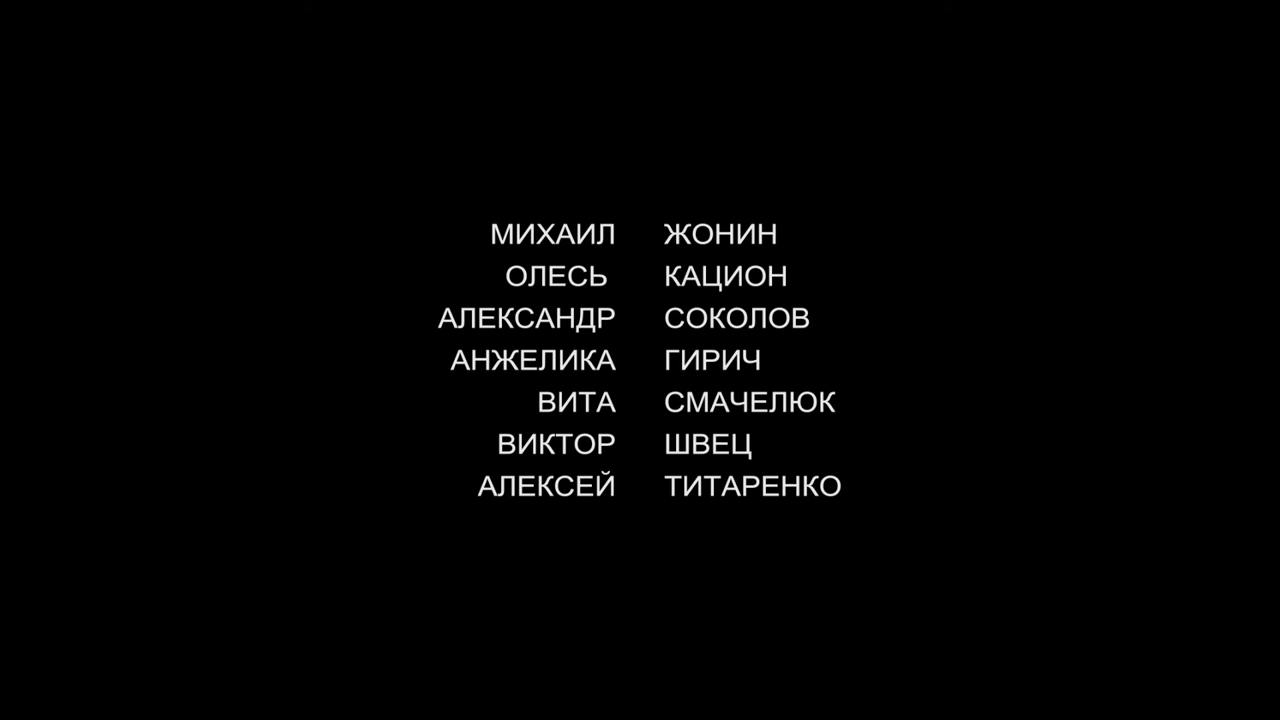 МИХАИЛ ЖОНИН
ОЛЕСЬ КАЦИОН
АЛЕКСАНДР СОКОЛОВ
АНЖЕЛИКА ГИРИЧ
ВИТА СМАЧЕЛЮК
ВИКТОР ШВЕЦ
АЛЕКСЕЙ ТИТАРЕНКО